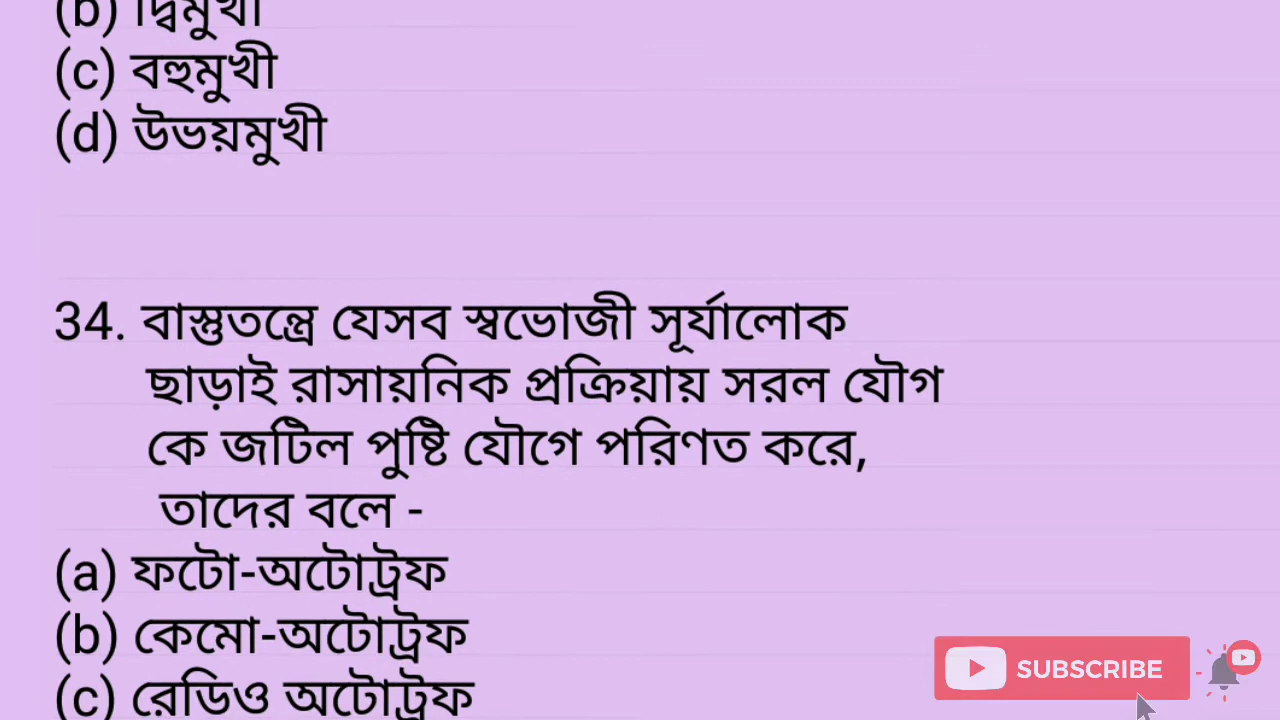 (b) দ্বিমুখী
(c) বহুমুখী
(d) উভয়মুখী
34. বাস্তুতন্ত্রে যেসব স্বভোজী সূর্যালোক
ছাড়াই রাসায়নিক প্রক্রিয়ায় সরল যৌগ
কে জটিল পুষ্টি যৌগে পরিণত করে,
তাদের বলে -
(a) ফটো-অটোট্রফ
(b) কেমো-অটোট্রফ
(c) রেডিও অটোট্রফ
SUBSCRIBE